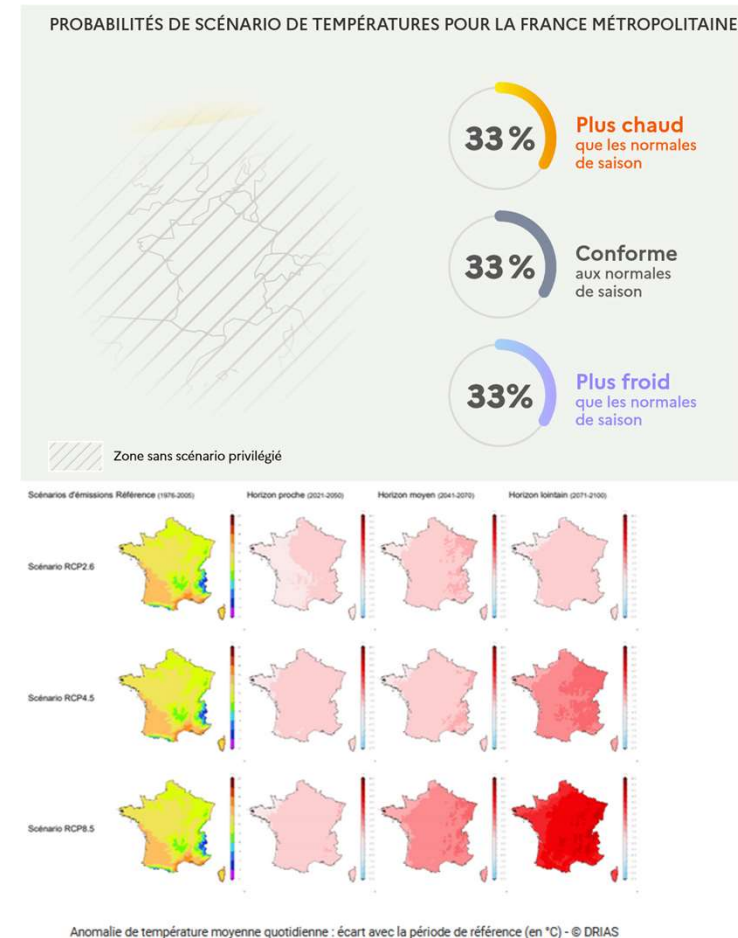 PROBABILITÉS DE SCÉNARIO DE TEMPÉRATURES POUR LA FRANCE MÉTROPOLITAINE
33 %
Plus chaud
que les normales
de saison
33 %
Conforme
aux normales
de saison
33%
Plus froid
que les normales
de saison
Zone sans scénario privilégié
Scénarios d'émissions Référence (1976-2005) Horizon proche (2021-2050) Horizon moyen (2041-2070) Horizon lointain (2071-2100)
Scénario RCP2.6
Scénario RCP4.5
Scénario RCP8.5
Anomalie de température moyenne quotidienne : écart avec la période de référence (en °C) - © DRIAS